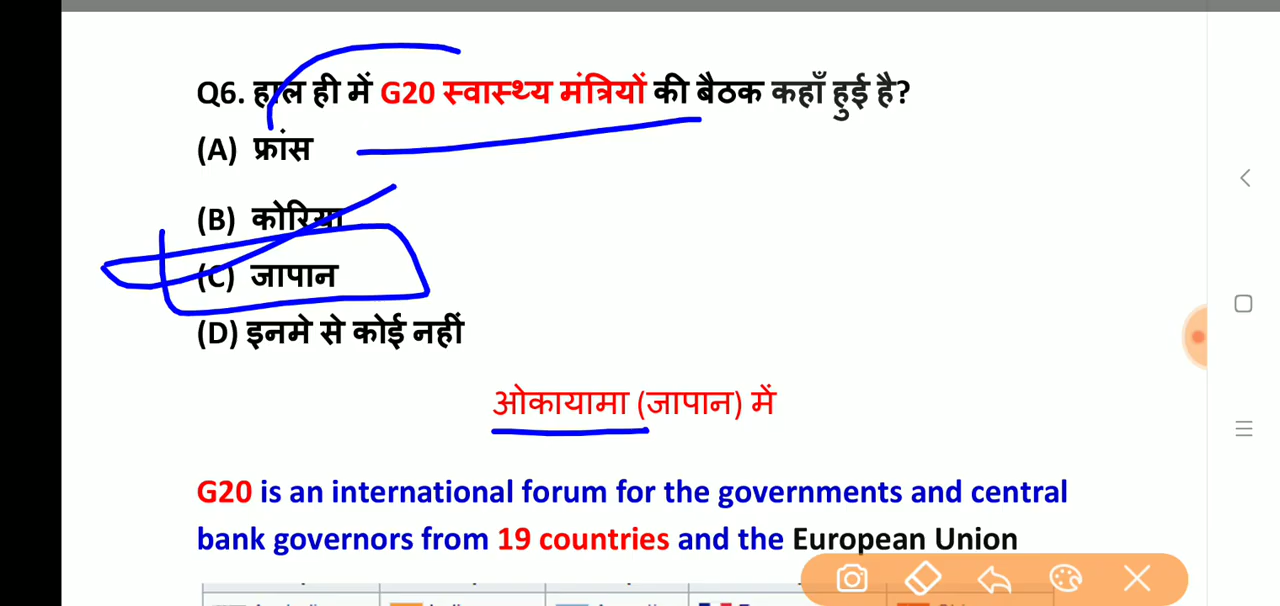 Q6. हाल ही में G20 स्वास्थ्य मंत्रियों की बैठक कहाँ हुई है?
(A) फ्रांस
(B) कोरिया
(C) जापान
(D) इनमे से कोई नहीं
ओकायामा (जापान) में
G20 is an international forum for the governments and central
bank governors from 19 countries and the European Union